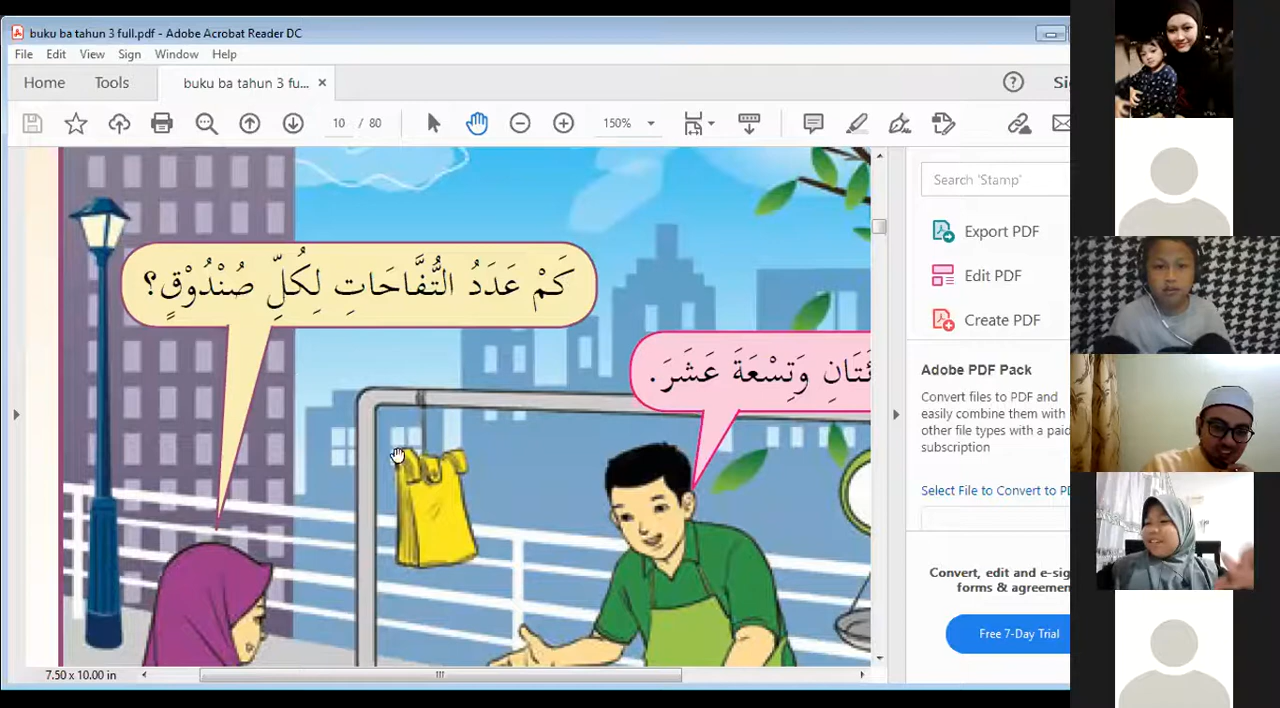 buku ba tahun 3 full.pdf - Adobe Acrobat Reader DC
File Edit View Sign Window Help
Home Tools buku ba tahun 3 fu... ×
10 / 80 150%
Search 'Stamp'
Export PDF
Edit PDF
Create PDF
Adobe PDF Pack
Convert files to PDF and
easily combine them with
other file types with a paid
subscription
Select File to Convert to
Convert, edit and e-sig
forms & agreemen
Free 7-Day Trial
كَمْ عَدَدُ التُّفَّاحَاتِ لِكُلِّ صُنْدُوْقٍ؟
وَتِسْعَةَ عَشَرَ.
7.50 x 10.00 in